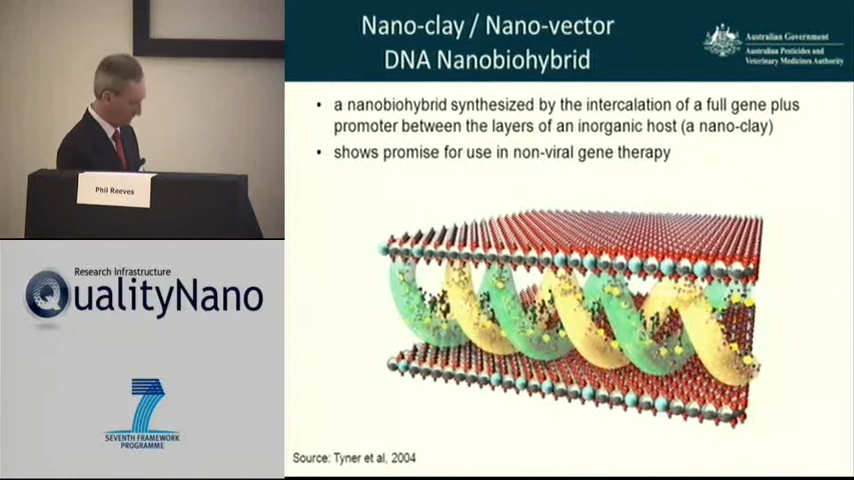 Nano-clay / Nano-vector
DNA Nanobiohybrid
Australian Government
Australian Pesticides and
Veterinary Medicines Authority
• a nanobiohybrid synthesized by the intercalation of a full gene plus
promoter between the layers of an inorganic host (a nano-clay)
• shows promise for use in non-viral gene therapy
Phil Reeves
Research Infrastructure
QualityNano
7
SEVENTH FRAMEWORK
PROGRAMME
Source: Tyner et al, 2004